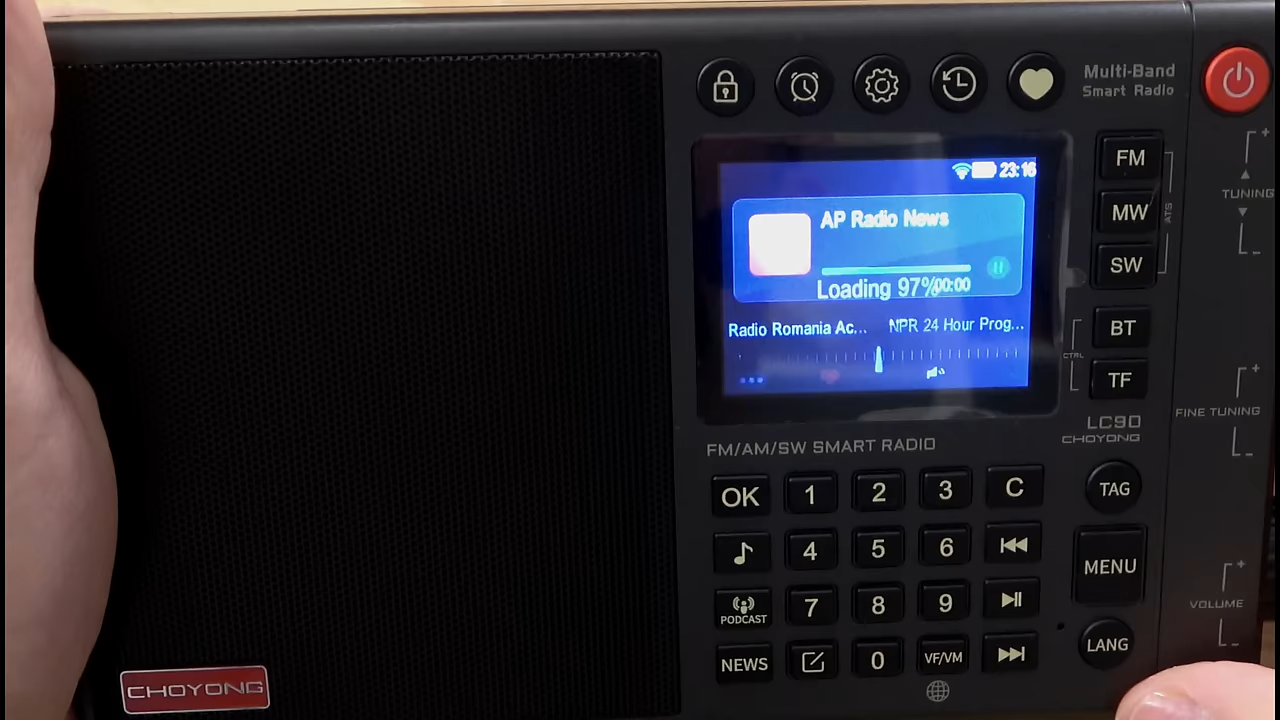 Multi-Band
Smart Radio
23:16
AP Radio News
Loading 97%
00:00
Radio Romania Ac...
NPR 24 Hour Prog...
FM
MW
SW
ATS
BT
TF
CTRL
TUNING
+
-
FINE TUNING
+
-
VOLUME
+
-
LC90
CHOYONG
FM/AM/SW SMART RADIO
OK 1 2 3 C
4 5 6
PODCAST 7 8 9
NEWS 0 VF/VM
TAG
MENU
LANG
CHOYONG